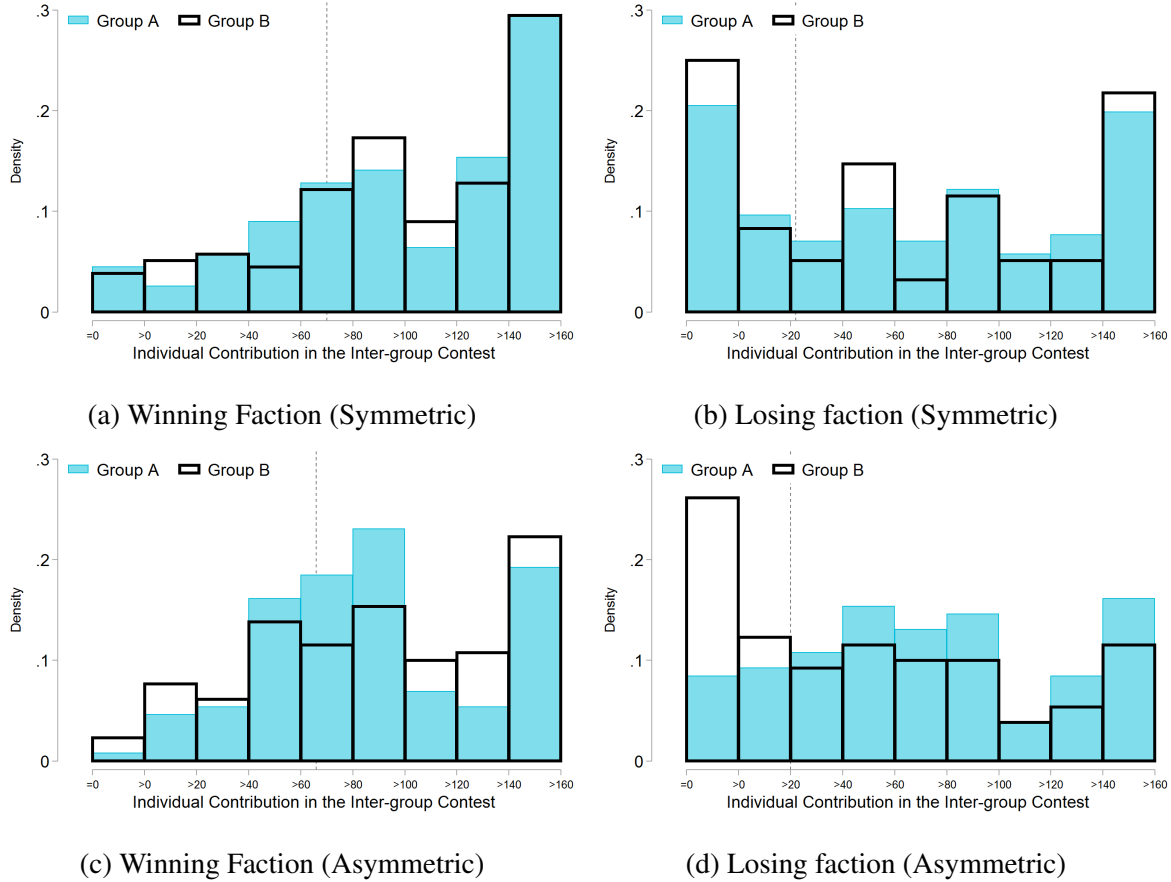 Group A Group B
.3
.2
.1
0
Density
=0 >0 >20 >40 >60 >80 >100 >120 >140 >160
Individual Contribution in the Inter-group Contest
(a) Winning Faction (Symmetric)
Group A Group B
.3
.2
.1
0
Density
=0 >0 >20 >40 >60 >80 >100 >120 >140 >160
Individual Contribution in the Inter-group Contest
(b) Losing faction (Symmetric)
Group A Group B
.3
.2
.1
0
Density
=0 >0 >20 >40 >60 >80 >100 >120 >140 >160
Individual Contribution in the Inter-group Contest
(c) Winning Faction (Asymmetric)
Group A Group B
.3
.2
.1
0
Density
=0 >0 >20 >40 >60 >80 >100 >120 >140 >160
Individual Contribution in the Inter-group Contest
(d) Losing faction (Asymmetric)